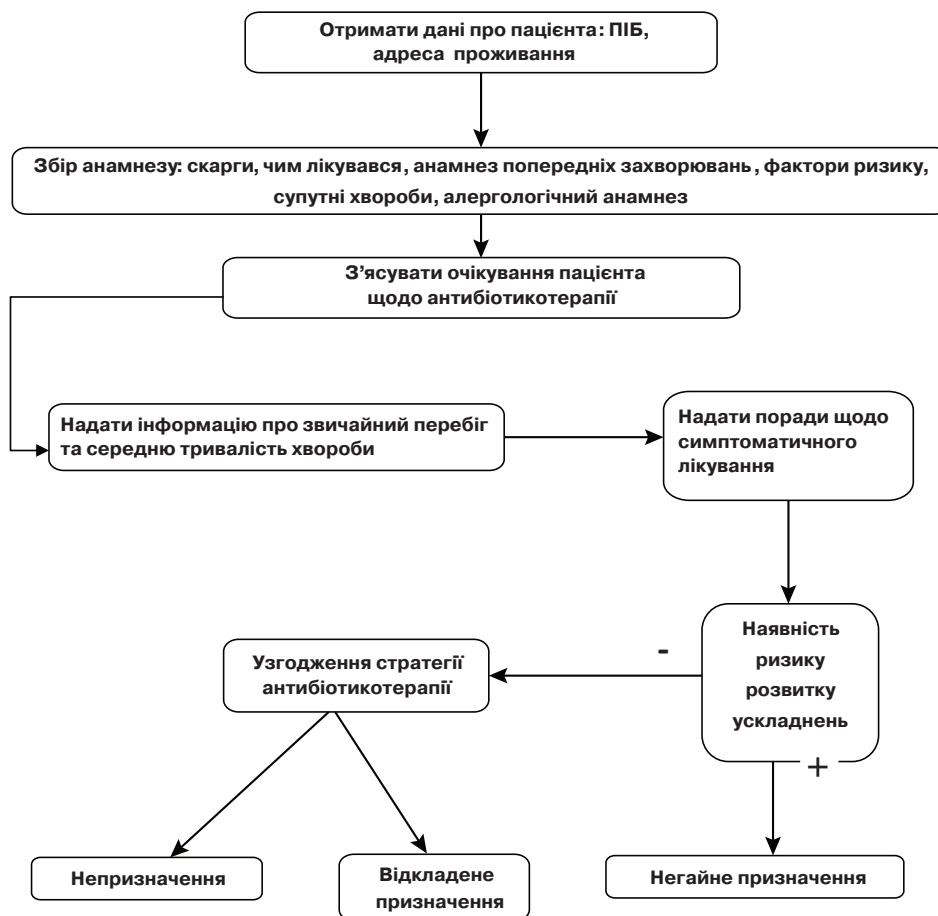 Отримати дані про пацієнта: ПІБ,
адреса проживання
Збір анамнезу: скарги, чим лікувався, анамнез попередніх захворювань, фактори ризику,
супутні хвороби, алергологічний анамнез
З’ясувати очікування пацієнта
щодо антибіотикотерапії
Надати інформацію про звичайний перебіг
та середню тривалість хвороби
Надати поради щодо
симптоматичного
лікування
Наявність
ризику
розвитку
ускладнень
-
+
Узгодження стратегії
антибіотикотерапії
Непризначення
Відкладене
призначення
Негайне призначення